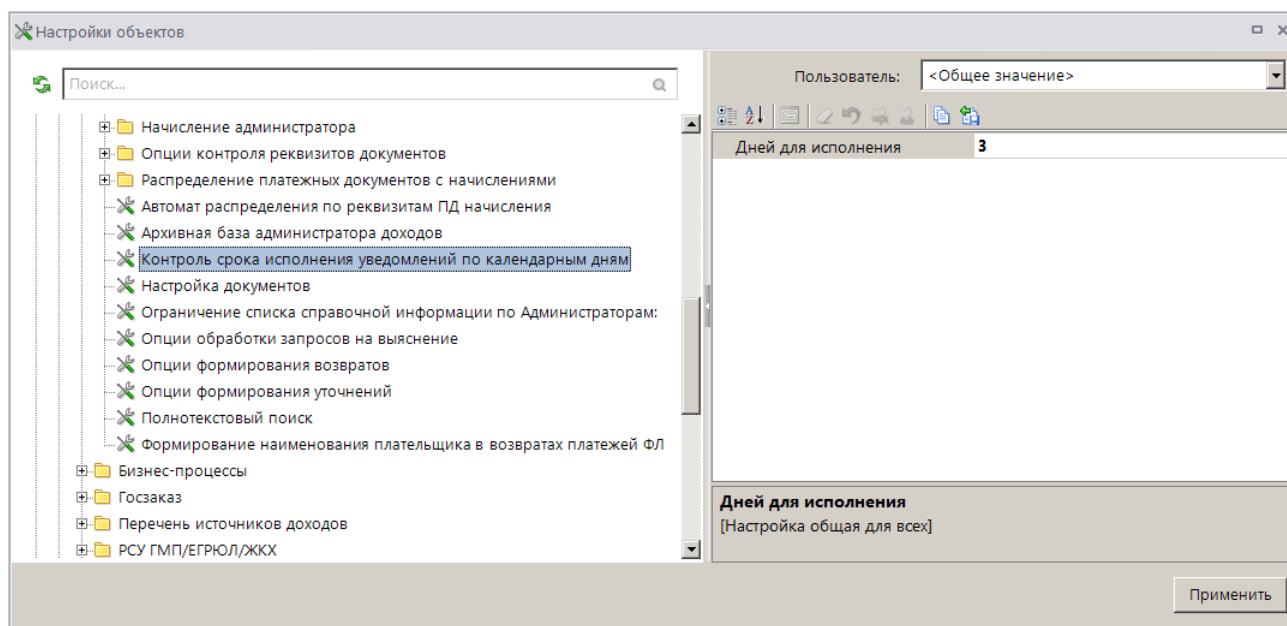 Настройки объектов
Поиск...
Начисление администратора
Опции контроля реквизитов документов
Распределение платежных документов с начислениями
Автомат распределения по реквизитам ПД начисления
Архивная база администратора доходов
Контроль срока исполнения уведомлений по календарным дням
Настройка документов
Ограничение списка справочной информации по Администраторам:
Опции обработки запросов на выяснение
Опции формирования возвратов
Опции формирования уточнений
Полнотекстовый поиск
Формирование наименования плательщика в возвратах платежей ФЛ
Бизнес-процессы
Госзаказ
Перечень источников доходов
РСУ ГМП/ЕГРЮЛ/ЖКХ
Пользователь: <Общее значение>
Дней для исполнения 3
Дней для исполнения
[Настройка общая для всех]
Применить